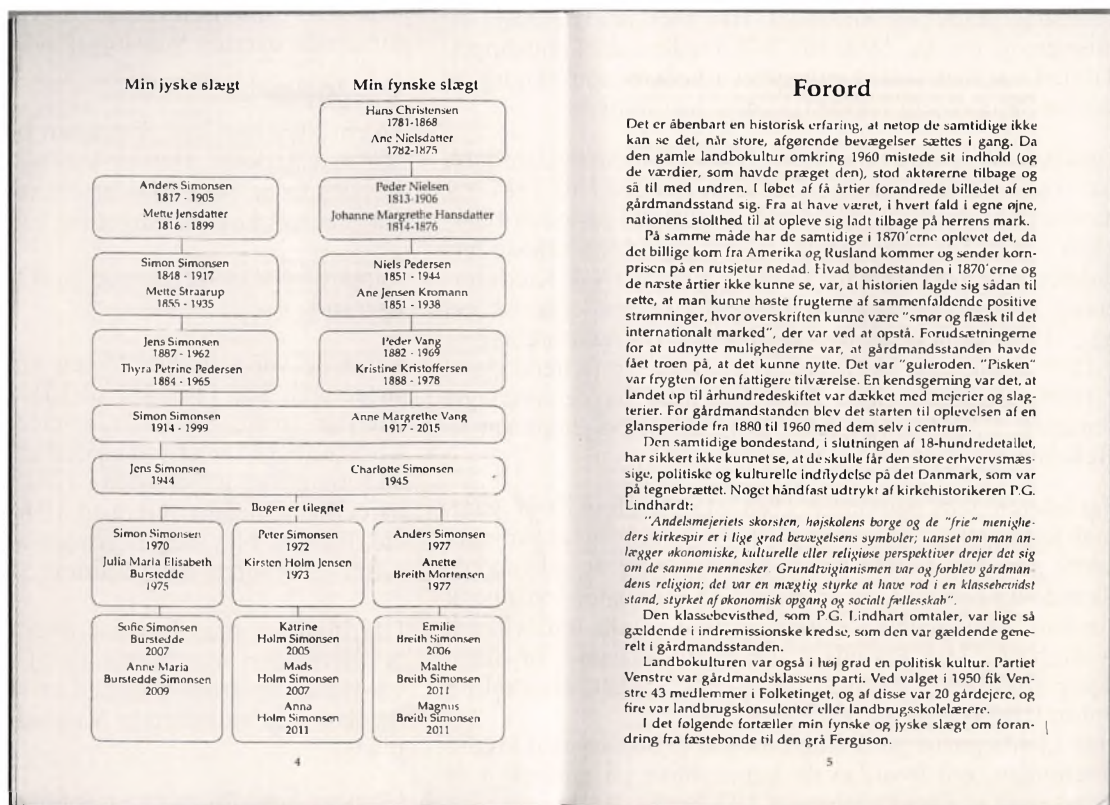 Min jyske slægt
Min fynske slægt
Hans Christensen
1781-1868
Ane Nielsdatter
1782-1875
Anders Simonsen
1817 - 1905
Mette Jensdatter
1816 - 1899
Peder Nielsen
1813-1906
Johanne Margrethe Hansdatter
1814-1876
Simon Simonsen
1848 - 1917
Mette Straarup
1855 - 1935
Niels Pedersen
1851 - 1944
Ane Jensen Kromann
1851 - 1938
Jens Simonsen
1887 - 1962
Thyra Petrine Pedersen
1884 - 1965
Peder Vang
1882 - 1969
Kristine Kristoffersen
1888 - 1978
Simon Simonsen
1914 - 1999
Anne Margrethe Vang
1917 - 2015
Jens Simonsen
1944
Charlotte Simonsen
1945
Bogen er tilegnet
Simon Simonsen
1970
Julia Maria Elisabeth
Burstedde
1975
Peter Simonsen
1972
Kirsten Holm Jensen
1973
Anders Simonsen
1977
Anette
Breith Mortensen
1977
Sofie Simonsen
Burstedde
2007
Anne Maria
Burstedde Simonsen
2009
Katrine
Holm Simonsen
2005
Mads
Holm Simonsen
2007
Anna
Holm Simonsen
2011
Emilie
Breith Simonsen
2006
Malthe
Breith Simonsen
2011
Magnus
Breith Simonsen
2011
4
Forord
Det er åbenbart en historisk erfaring, at netop de samtidige ikke
kan se det, når store, afgørende bevægelser sættes i gang. Da
den gamle landbokultur omkring 1960 mistede sit indhold (og
de værdier, som havde præget den), stod aktørerne tilbage og
så til med undren. I løbet af få årtier forandrede billedet af en
gårdmandsstand sig. Fra at have været, i hvert fald i egne øjne,
nationens stolthed til at opleve sig ladt tilbage på herrens mark.
På samme måde har de samtidige i 1870'erne oplevet det, da
det billige korn fra Amerika og Rusland kommer og sender korn-
prisen på en rutsjetur nedad. Hvad bondestanden i 1870'erne og
de næste årtier ikke kunne se, var, at historien lagde sig sådan til
rette, at man kunne høste frugterne af sammenfaldende positive
strømninger, hvor overskriften kunne være "smør og flæsk til det
internationalt marked", der var ved at opstå. Forudsætningerne
for at udnytte mulighederne var, at gårdmandsstanden havde
fået troen på, at det kunne nytte. Det var "guleroden. "Pisken"
var frygten for en fattigere tilværelse. En kendsgerning var det, at
landet op til århundredeskiftet var dækket med mejerier og slag-
terier. For gårdmandstanden blev det starten til oplevelsen af en
glansperiode fra 1880 til 1960 med dem selv i centrum.
Den samtidige bondestand, i slutningen af 18-hundredetallet,
har sikkert ikke kunnet se, at de skulle får den store erhvervsmæs-
sige, politiske og kulturelle indflydelse på det Danmark, som var
på tegnebrættet. Noget håndfast udtrykt af kirkehistorikeren P.G.
Lindhardt:
"Andelsmejeriets skorsten, højskolens borge og de "frie" menighe-
ders kirkespir er i lige grad bevægelsens symboler; uanset om man an-
lægger økonomiske, kulturelle eller religiøse perspektiver drejer det sig
om de samme mennesker. Grundtvigianismen var og forblev gårdman-
dens religion; det var en mægtig styrke at have rod i en klassebevidst
stand, styrket af økonomisk opgang og socialt fællesskab".
Den klassebevisthed, som P.G. Lindhart omtaler, var lige så
gældende i indremissionske kredse, som den var gældende gene-
relt i gårdmandsstanden.
Landbokulturen var også i høj grad en politisk kultur. Partiet
Venstre var gårdmandsklassens parti. Ved valget i 1950 fik Ven-
stre 43 medlemmer i Folketinget, og af disse var 20 gårdejere, og
fire var landbrugskonsulenter eller landbrugsskolelærere.
I det følgende fortæller min fynske og jyske slægt om foran-
dring fra fæstebonde til den grå Ferguson.
5